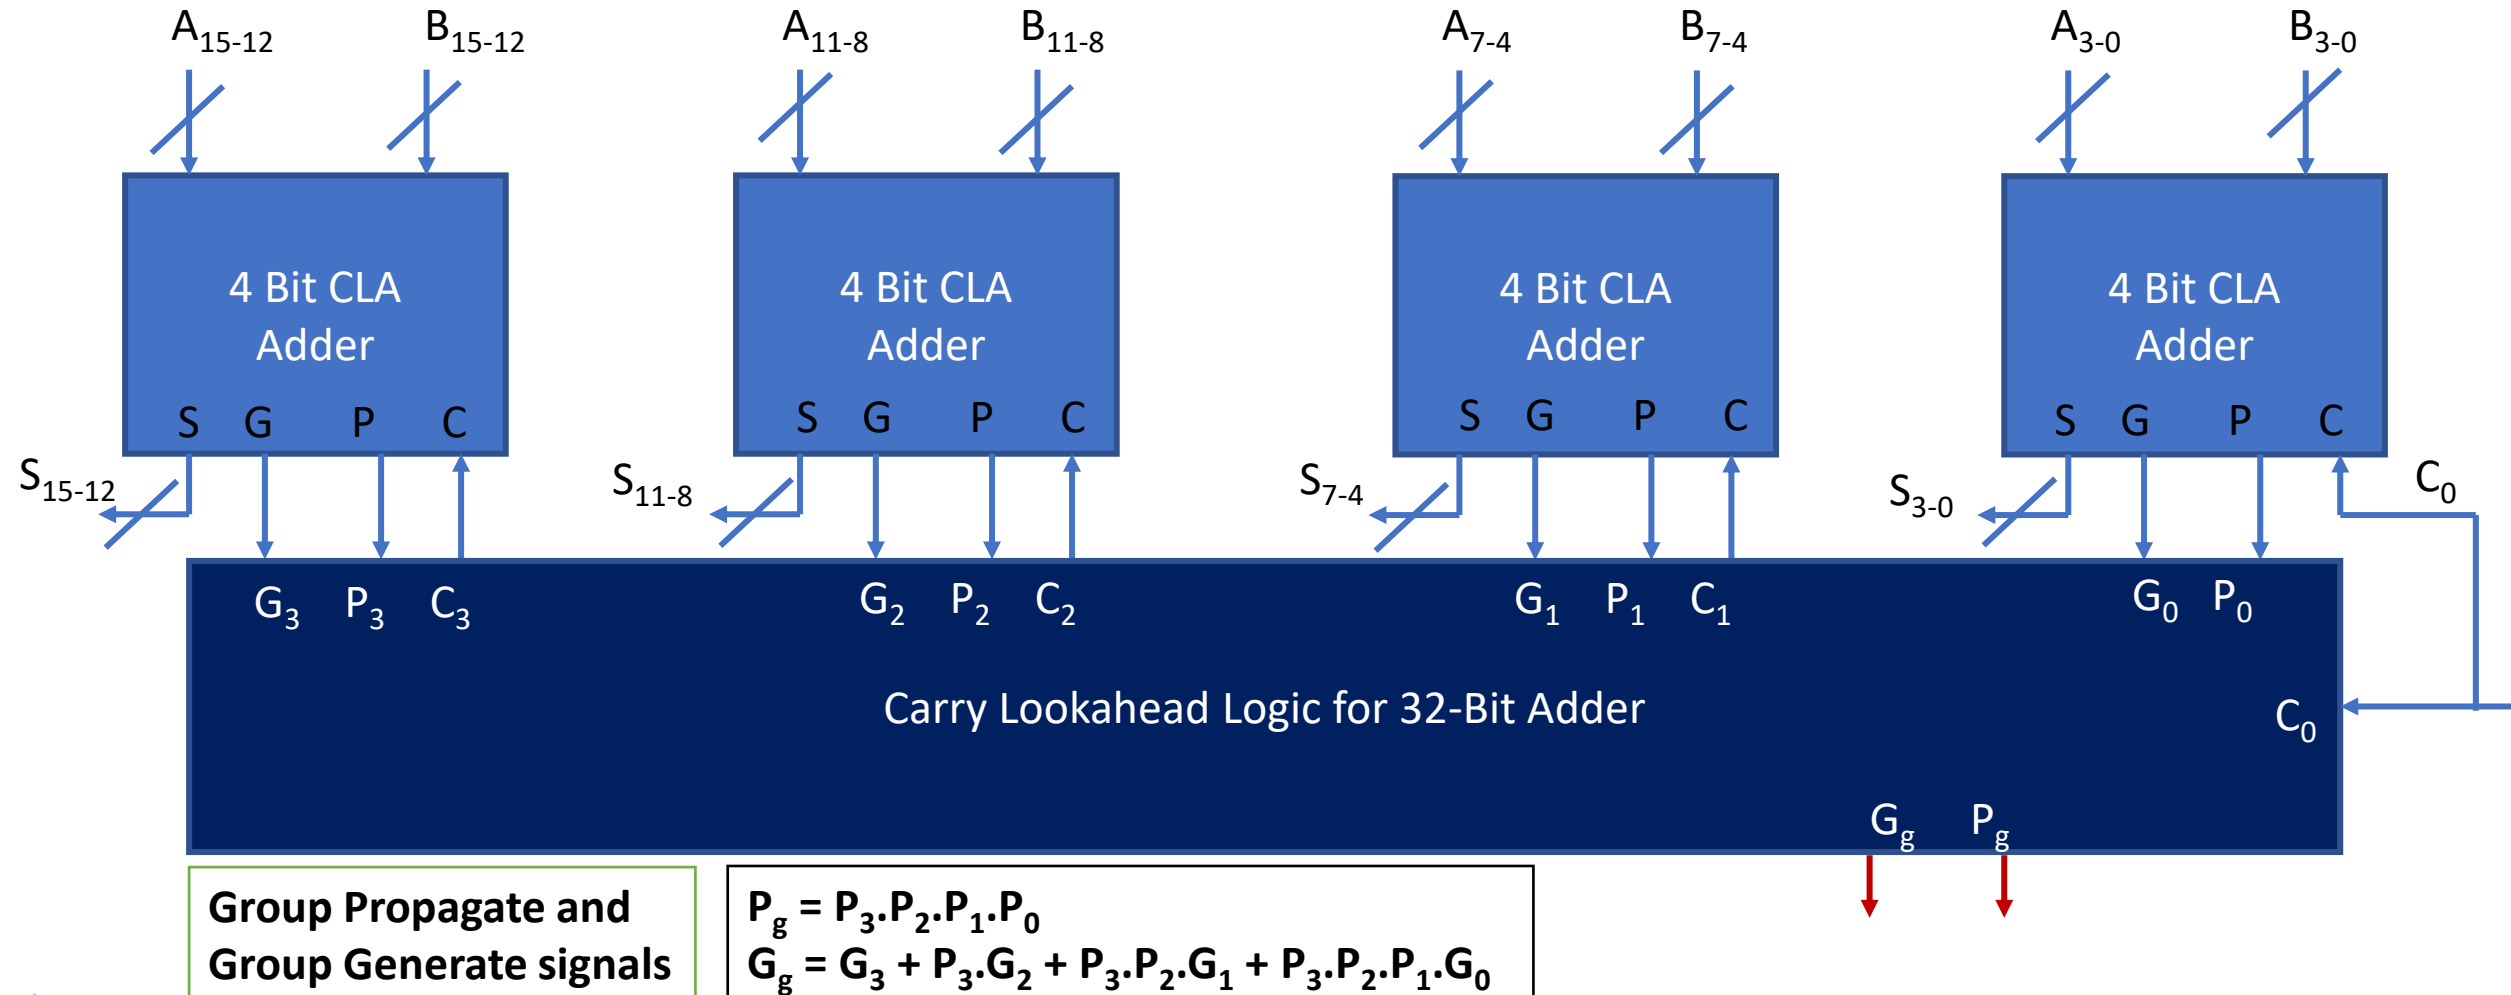 A15-12 B15-12 A11-8 B11-8 A7-4 B7-4 A3-0 B3-0
4 Bit CLA
Adder
4 Bit CLA
Adder
4 Bit CLA
Adder
4 Bit CLA
Adder
S G P C S G P C S G P C S G P C
S15-12 S11-8 S7-4 S3-0 C0
G3 P3 C3 G2 P2 C2 G1 P1 C1 G0 P0
Carry Lookahead Logic for 32-Bit Adder
C0
Gg Pg
Group Propagate and
Group Generate signals
Pg = P3.P2.P1.P0
Gg = G3 + P3.G2 + P3.P2.G1 + P3.P2.P1.G0